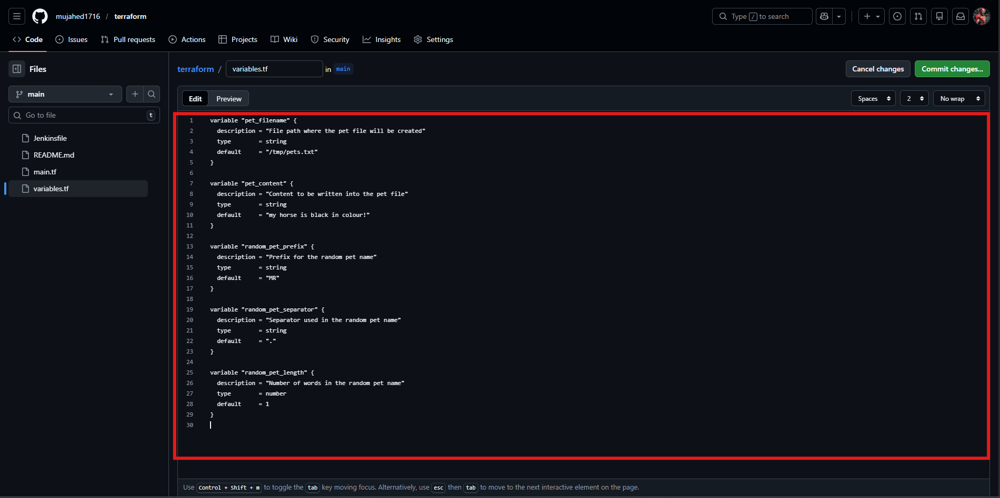 mujahed1716 / terraform
Type / to search
Code Issues Pull requests Actions Projects Wiki Security Insights Settings
Files
main
Go to file t
Jenkinsfile
README.md
main.tf
variables.tf
terraform / variables.tf in main
Cancel changes Commit changes...
Edit Preview
Spaces 2 No wrap
1 variable "pet_filename" {
2   description = "File path where the pet file will be created"
3   type        = string
4   default     = "/tmp/pets.txt"
5 }
6
7 variable "pet_content" {
8   description = "Content to be written into the pet file"
9   type        = string
10   default     = "my horse is black in colour!"
11 }
12
13 variable "random_pet_prefix" {
14   description = "Prefix for the random pet name"
15   type        = string
16   default     = "MR"
17 }
18
19 variable "random_pet_separator" {
20   description = "Separator used in the random pet name"
21   type        = string
22   default     = "."
23 }
24
25 variable "random_pet_length" {
26   description = "Number of words in the random pet name"
27   type        = number
28   default     = 1
29 }
30
Use Control + Shift + m to toggle the tab key moving focus. Alternatively, use esc then tab to move to the next interactive element on the page.